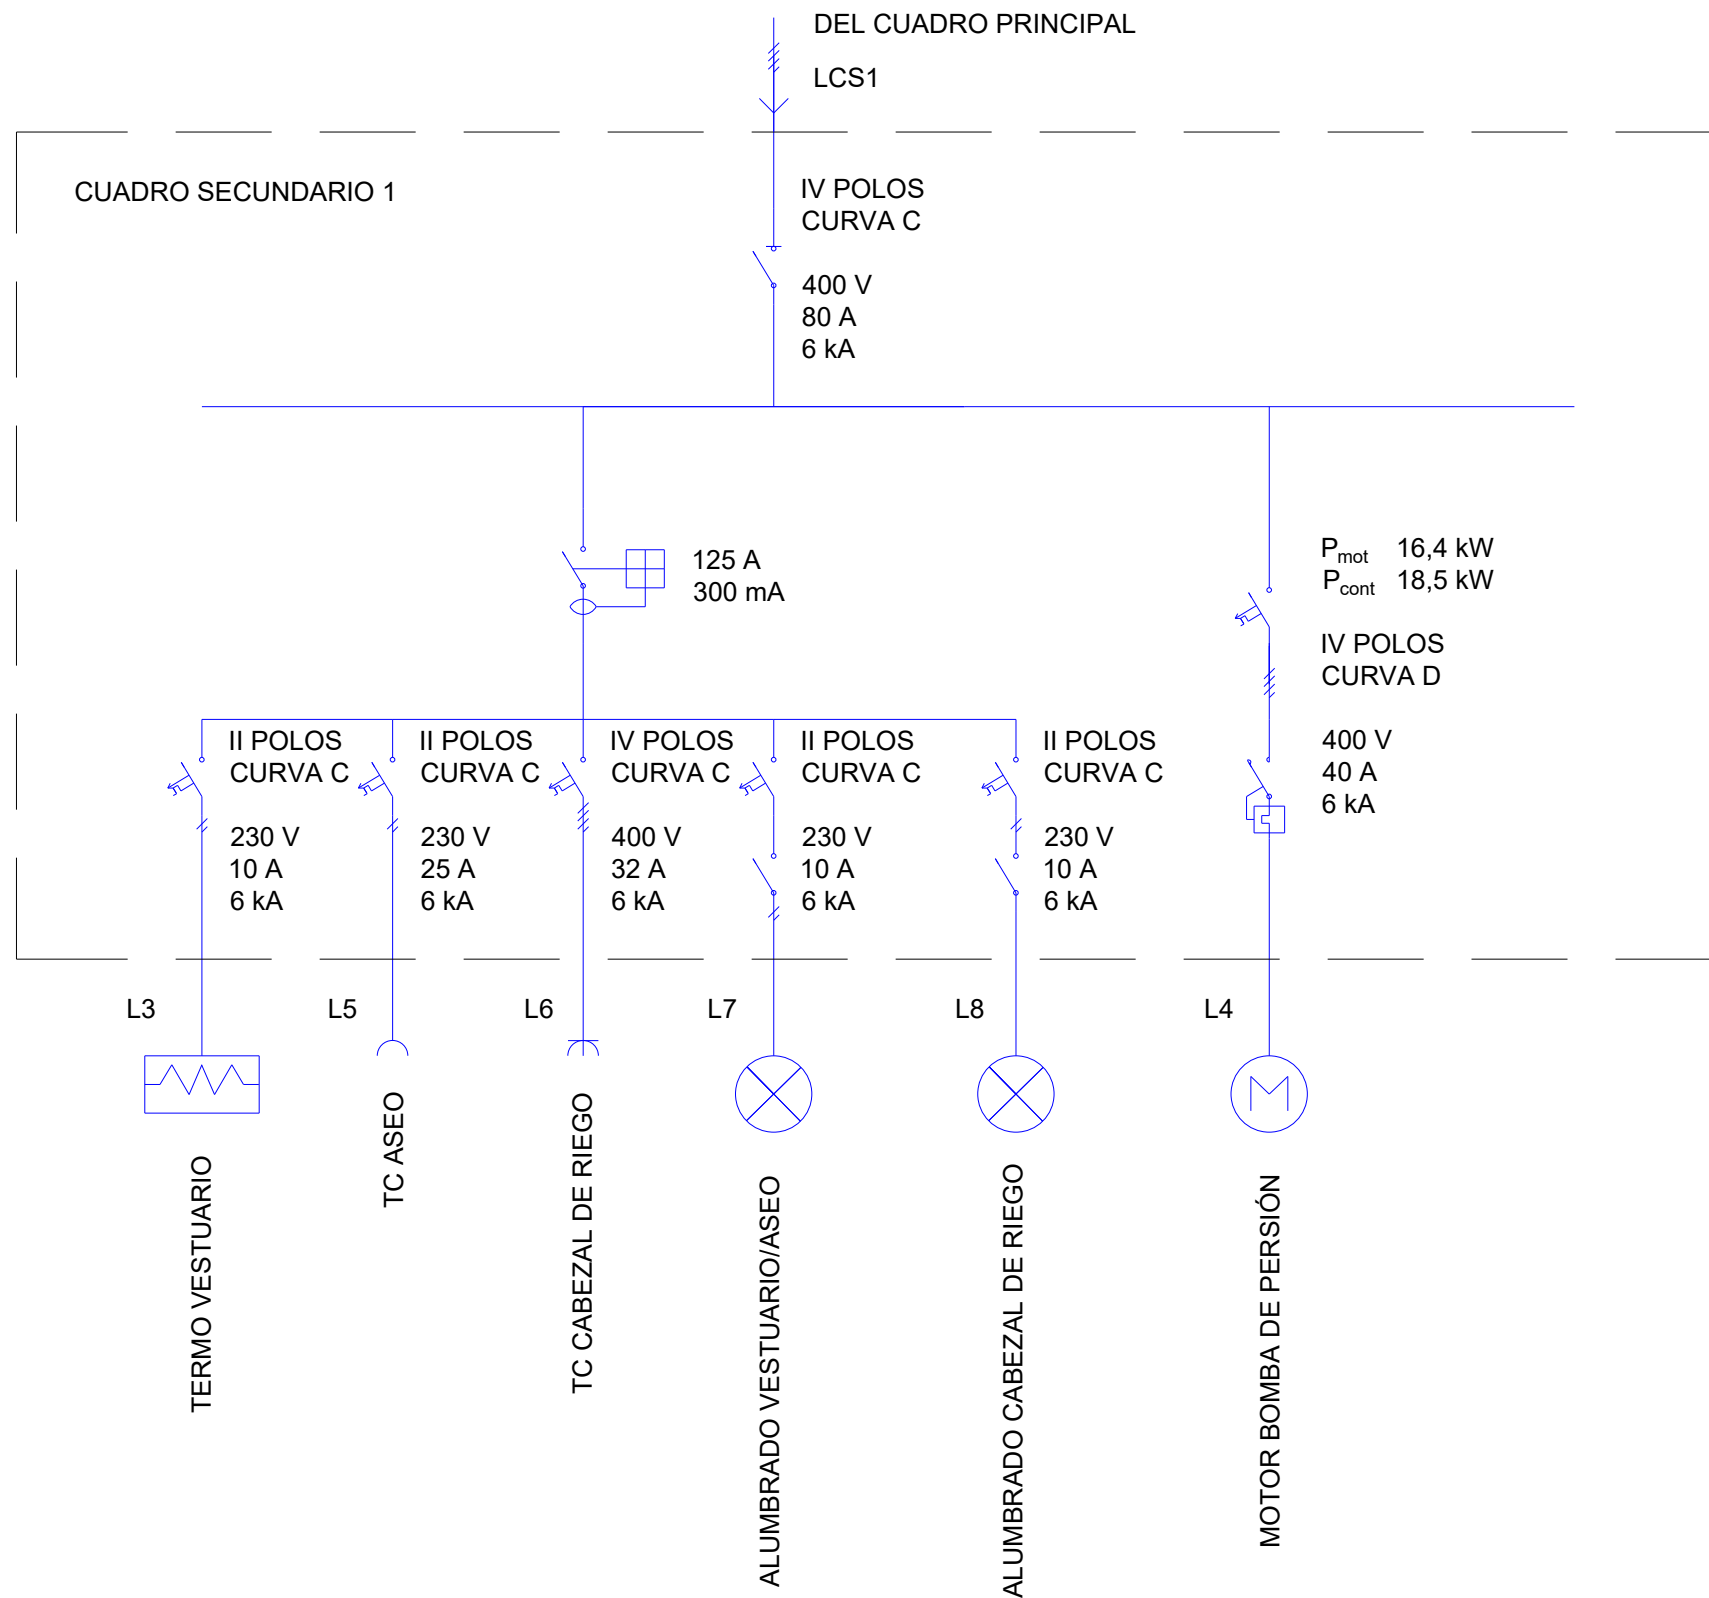 DEL CUADRO PRINCIPAL
LCS1
CUADRO SECUNDARIO 1
IV POLOS
CURVA C
400 V
80 A
6 kA
125 A
300 mA
Pmot 16,4 kW
Pcont 18,5 kW
IV POLOS
CURVA D
400 V
40 A
6 kA
II POLOS
CURVA C
230 V
10 A
6 kA
II POLOS
CURVA C
230 V
25 A
6 kA
IV POLOS
CURVA C
400 V
32 A
6 kA
II POLOS
CURVA C
230 V
10 A
6 kA
II POLOS
CURVA C
230 V
10 A
6 kA
L3
L5
L6
L7
L8
L4
M
TERMO VESTUARIO
TC ASEO
TC CABEZAL DE RIEGO
ALUMBRADO VESTUARIO/ASEO
ALUMBRADO CABEZAL DE RIEGO
MOTOR BOMBA DE PERSIÓN